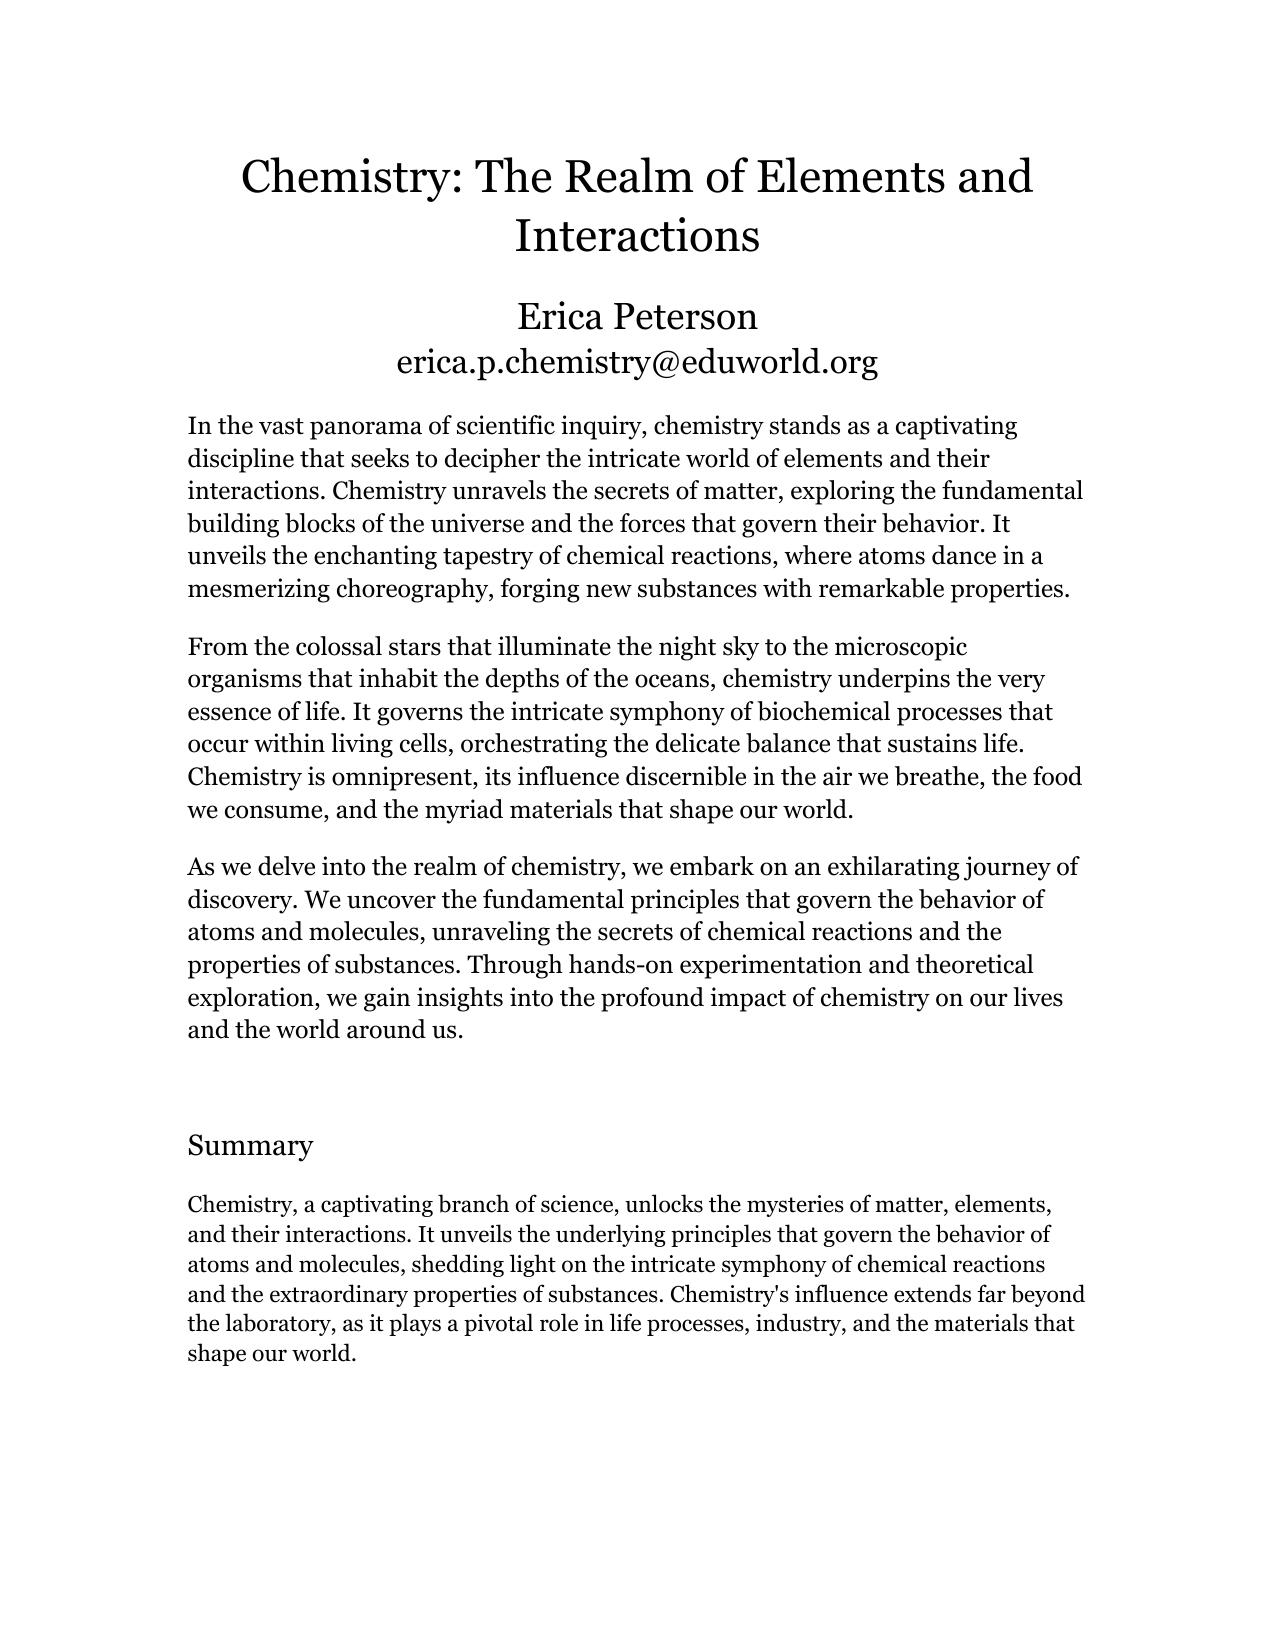 Chemistry: The Realm of Elements and
Interactions
Erica Peterson
erica.p.chemistry@eduworld.org
In the vast panorama of scientific inquiry, chemistry stands as a captivating
discipline that seeks to decipher the intricate world of elements and their
interactions. Chemistry unravels the secrets of matter, exploring the fundamental
building blocks of the universe and the forces that govern their behavior. It
unveils the enchanting tapestry of chemical reactions, where atoms dance in a
mesmerizing choreography, forging new substances with remarkable properties.
From the colossal stars that illuminate the night sky to the microscopic
organisms that inhabit the depths of the oceans, chemistry underpins the very
essence of life. It governs the intricate symphony of biochemical processes that
occur within living cells, orchestrating the delicate balance that sustains life.
Chemistry is omnipresent, its influence discernible in the air we breathe, the food
we consume, and the myriad materials that shape our world.
As we delve into the realm of chemistry, we embark on an exhilarating journey of
discovery. We uncover the fundamental principles that govern the behavior of
atoms and molecules, unraveling the secrets of chemical reactions and the
properties of substances. Through hands-on experimentation and theoretical
exploration, we gain insights into the profound impact of chemistry on our lives
and the world around us.
Summary
Chemistry, a captivating branch of science, unlocks the mysteries of matter, elements,
and their interactions. It unveils the underlying principles that govern the behavior of
atoms and molecules, shedding light on the intricate symphony of chemical reactions
and the extraordinary properties of substances. Chemistry's influence extends far beyond
the laboratory, as it plays a pivotal role in life processes, industry, and the materials that
shape our world.